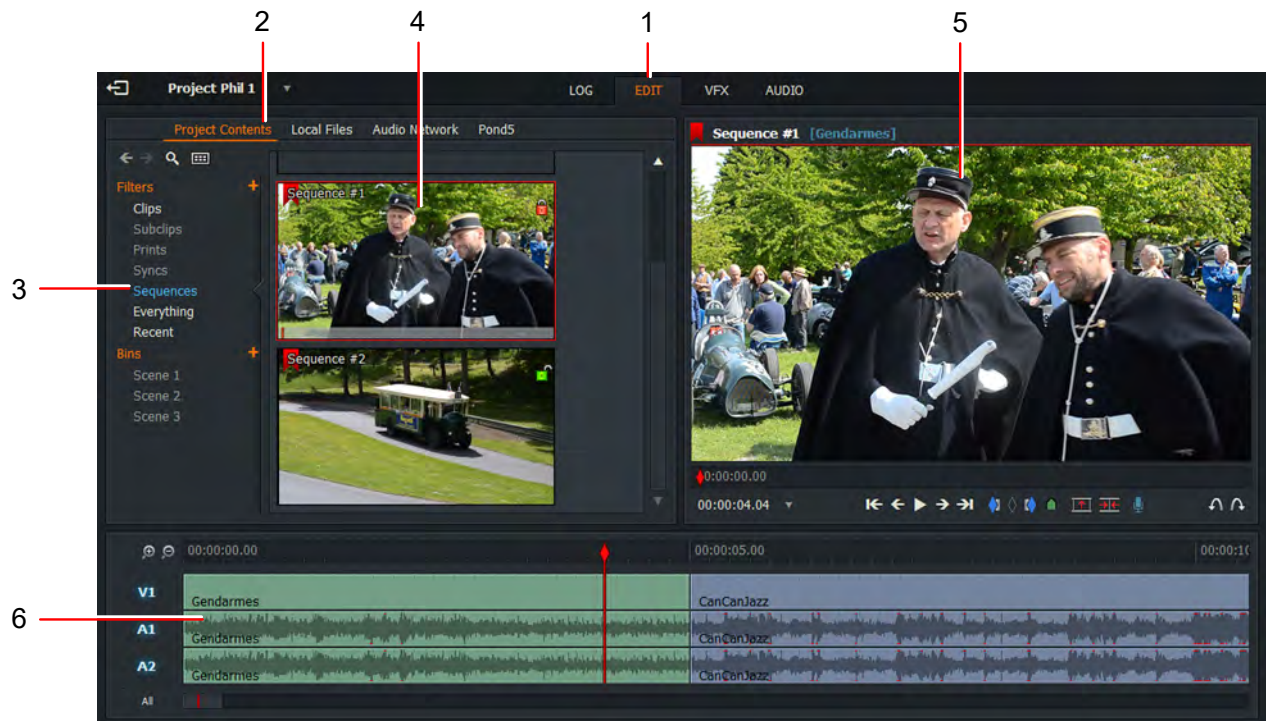 2 4 1 5
Project Phil 1 LOG EDIT VFX AUDIO
Project Contents Local Files Audio Network Pond5
Sequence #1 [Gendarmes]
Filters +
Clips
Subclips
Prints
Syncs
3 Sequences
Everything
Recent
Bins +
Scene 1
Scene 2
Scene 3
Sequence #1
Sequence #2
0:00:00.00
00:00:04.04
00:00:00.00 00:00:05.00 00:00:10
V1 Gendarmes CanCanJazz
6
A1 Gendarmes CanCanJazz
A2 Gendarmes CanCanJazz
All